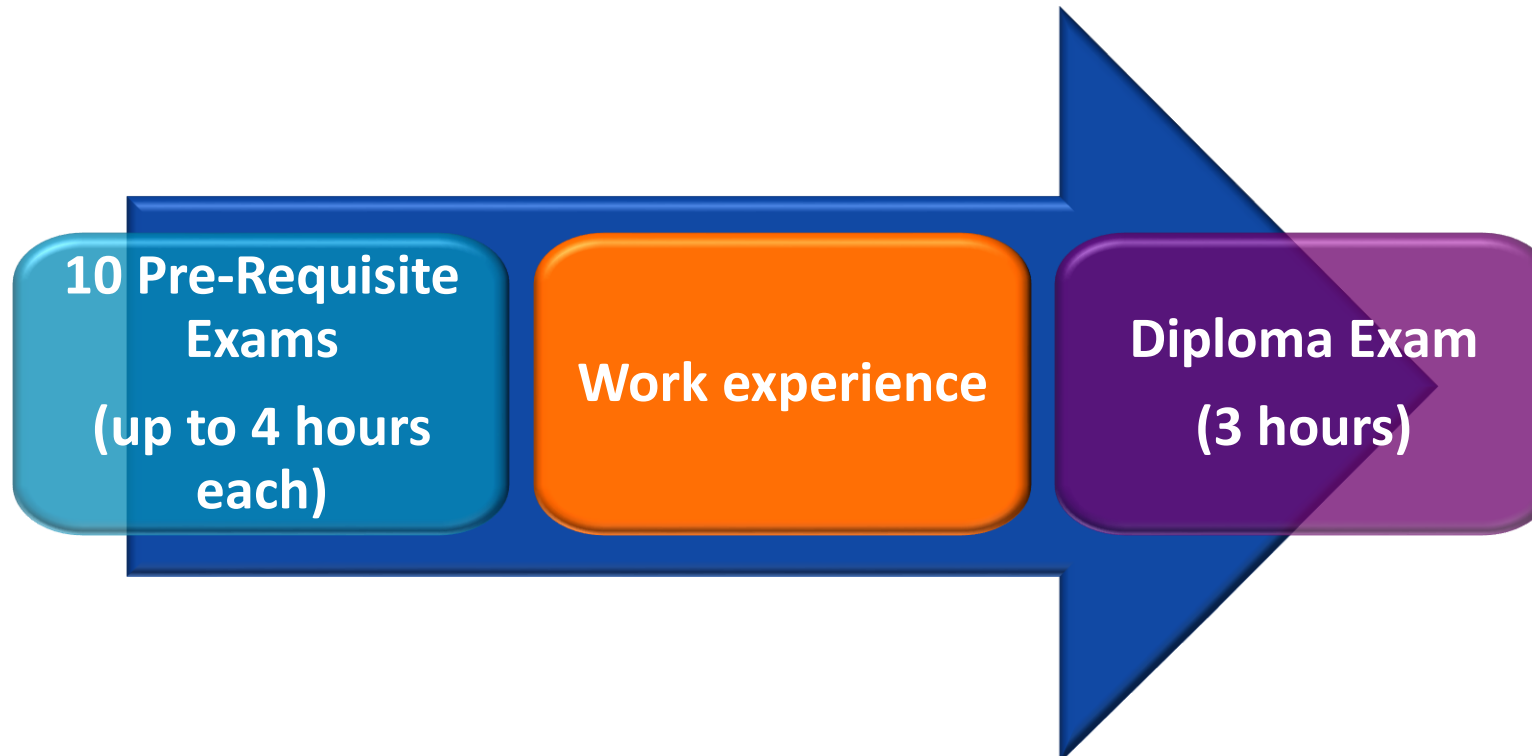 10 Pre-Requisite
Exams
(up to 4 hours
each)
Work experience
Diploma Exam
(3 hours)